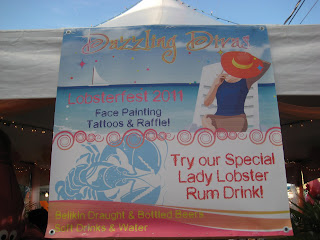 Dazzling Divas
Lobsterfest 2011
Face Painting
Tattoos & Raffle!
Try our Special
Lady Lobster
Rum Drink!
Belikin Draught & Bottled Beers
Soft Drinks & Water